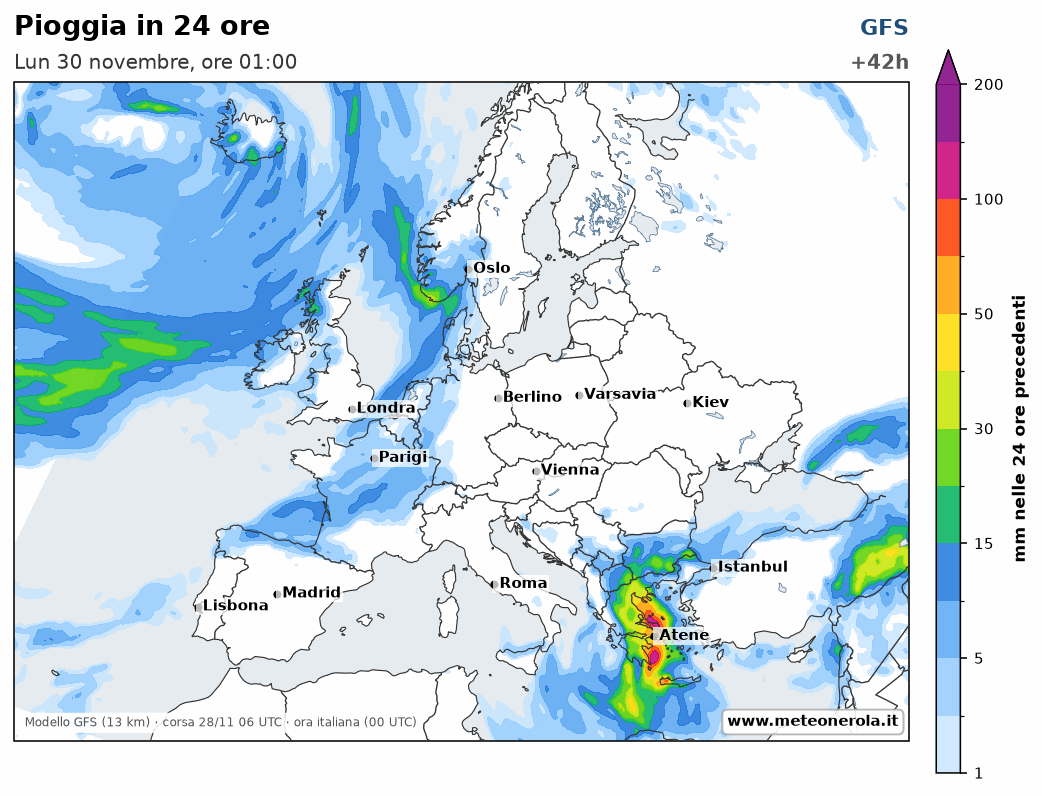 Pioggia in 24 ore
GFS
Lun 30 novembre, ore 01:00
+42h
200
100
50
30
15
5
1
mm nelle 24 ore precedenti
Oslo
Berlino
Varsavia
Kiev
Londra
Parigi
Vienna
Istanbul
Roma
Madrid
Lisbona
Atene
Modello GFS (13 km) · corsa 28/11 06 UTC · ora italiana (00 UTC)
www.meteonerola.it